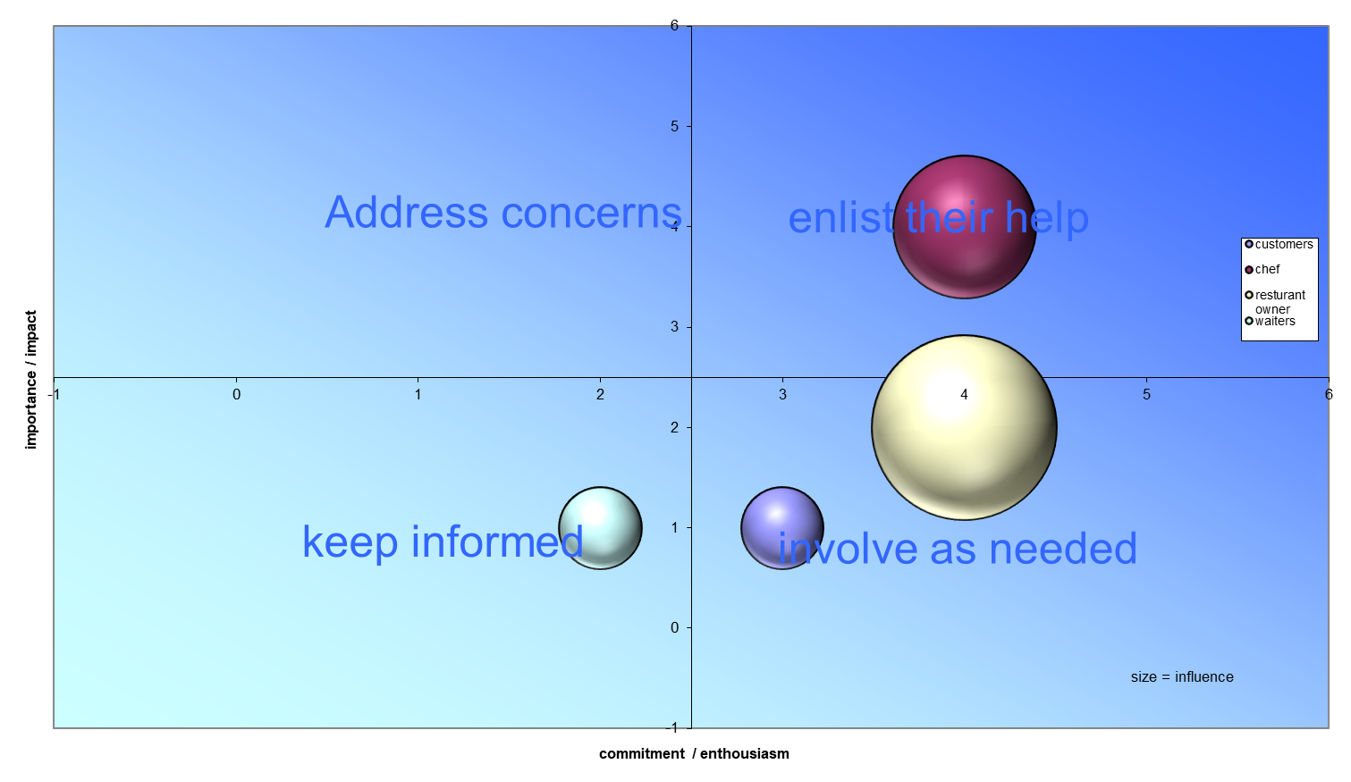 6
5
Address concerns
enlist their help
4
customers
chef
resturant
owner
waiters
3
importance / impact
-1
0
1
2
3
4
5
6
2
1
keep informed
involve as needed
0
size = influence
-1
commitment / enthousiasm